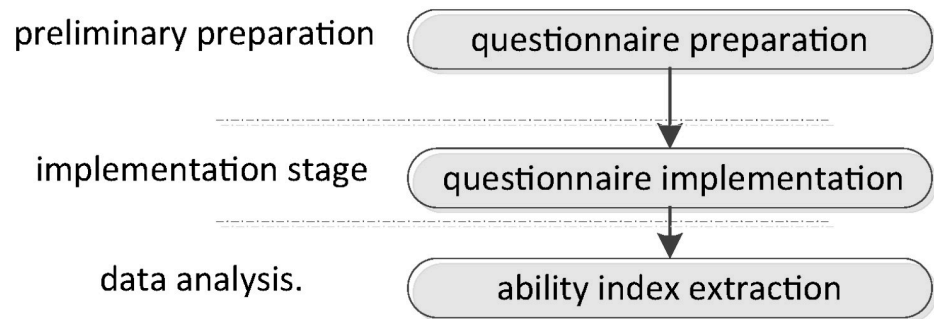 preliminary preparation
questionnaire preparation
implementation stage
questionnaire implementation
data analysis.
ability index extraction